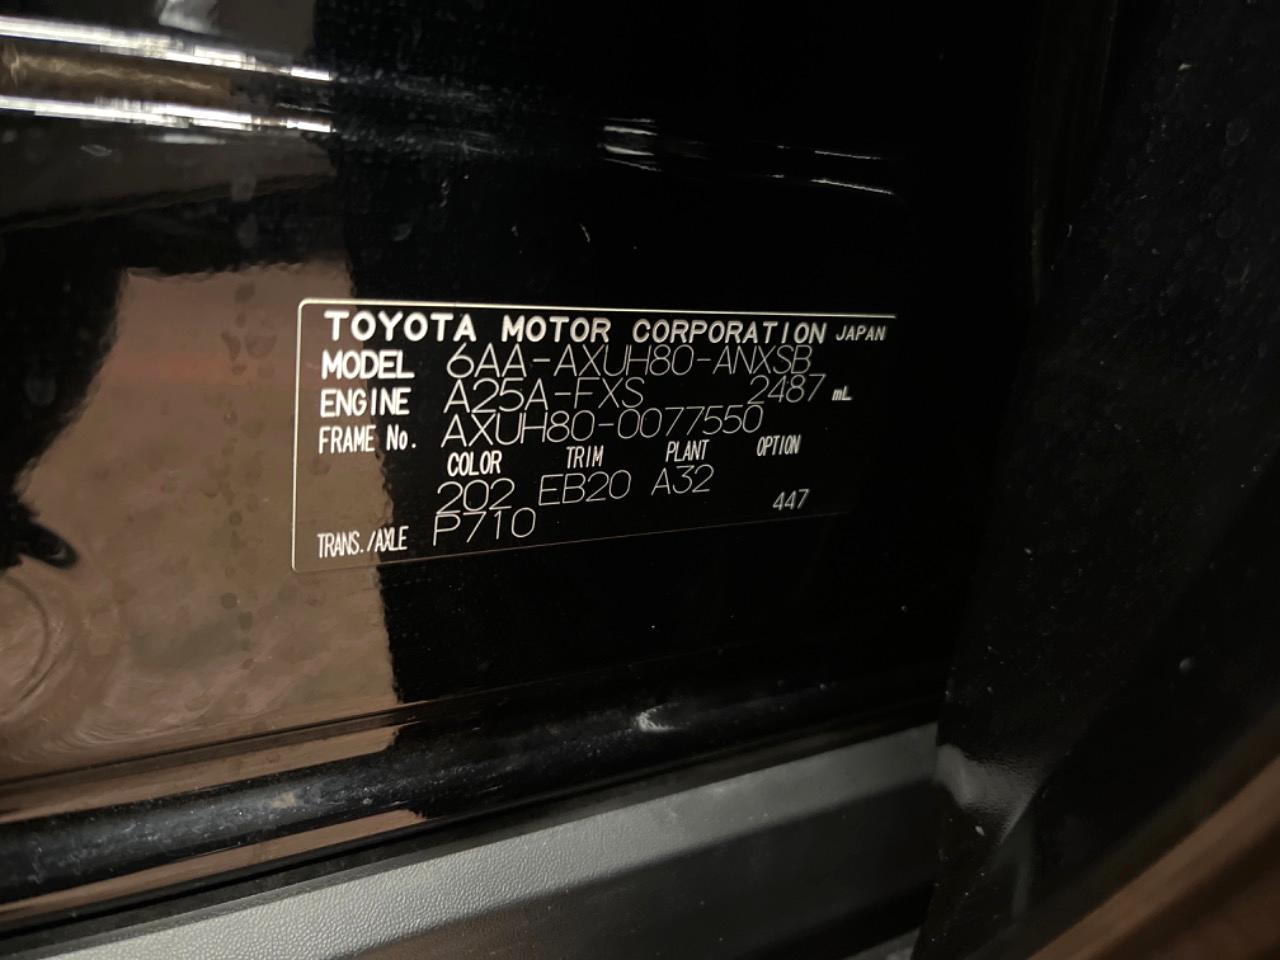 TOYOTA MOTOR CORPORATION JAPAN
MODEL 6AA-AXUH80-ANXSB
ENGINE A25A-FXS 2487 mL
FRAME No. AXUH80-0077550
COLOR TRIM PLANT OPTION
202 EB20 A32 447
TRANS./AXLE P710